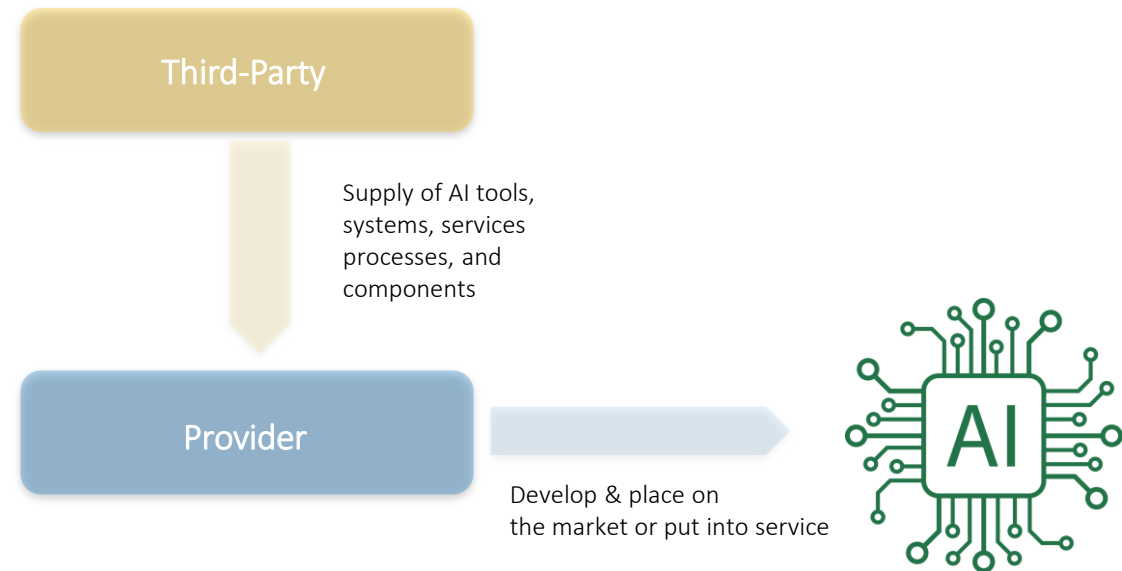 Third-Party
Supply of AI tools,
systems, services
processes, and
components
Provider
AI
Develop & place on
the market or put into service